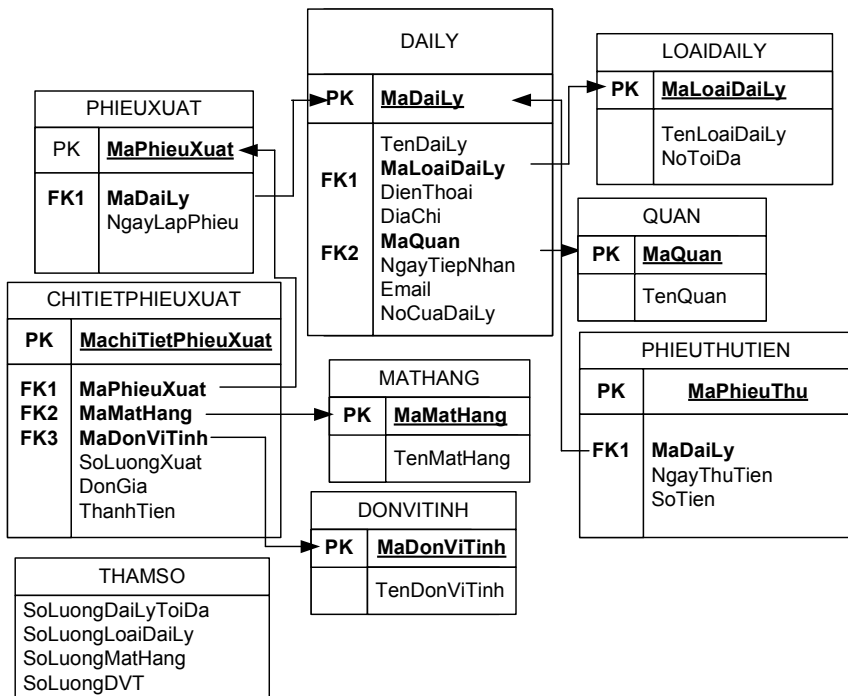 DAILY
PK MaDaiLy
TenDaiLy
FK1 MaLoaiDaiLy
DienThoai
DiaChi
FK2 MaQuan
NgayTiepNhan
Email
NoCuaDaiLy
LOAIDAILY
PK MaLoaiDaiLy
TenLoaiDaiLy
NoToiDa
PHIEUXUAT
PK MaPhieuXuat
FK1 MaDaiLy
NgayLapPhieu
QUAN
PK MaQuan
TenQuan
CHITIETPHIEUXUAT
PK MachiTietPhieuXuat
FK1 MaPhieuXuat
FK2 MaMatHang
FK3 MaDonViTinh
SoLuongXuat
DonGia
ThanhTien
MATHANG
PK MaMatHang
TenMatHang
PHIEUTHUTIEN
PK MaPhieuThu
FK1 MaDaiLy
NgayThuTien
SoTien
DONVITINH
PK MaDonViTinh
TenDonViTinh
THAMSO
SoLuongDaiLyToiDa
SoLuongLoaiDaiLy
SoLuongMatHang
SoLuongDVT